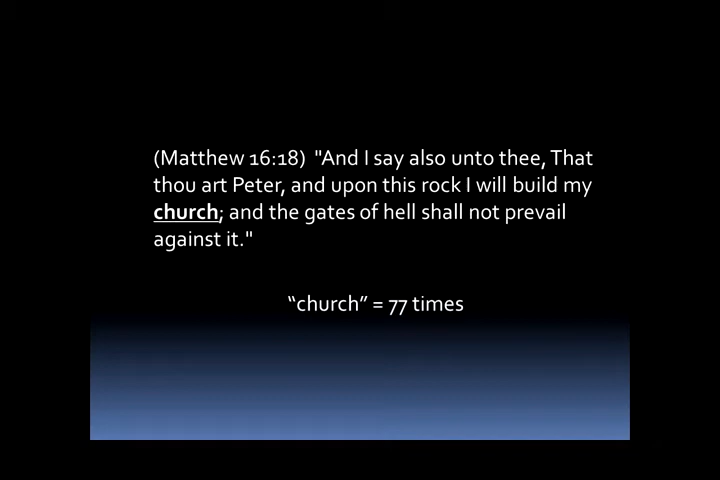 (Matthew 16:18)  "And I say also unto thee, That
thou art Peter, and upon this rock I will build my
church; and the gates of hell shall not prevail
against it."
“church” = 77 times